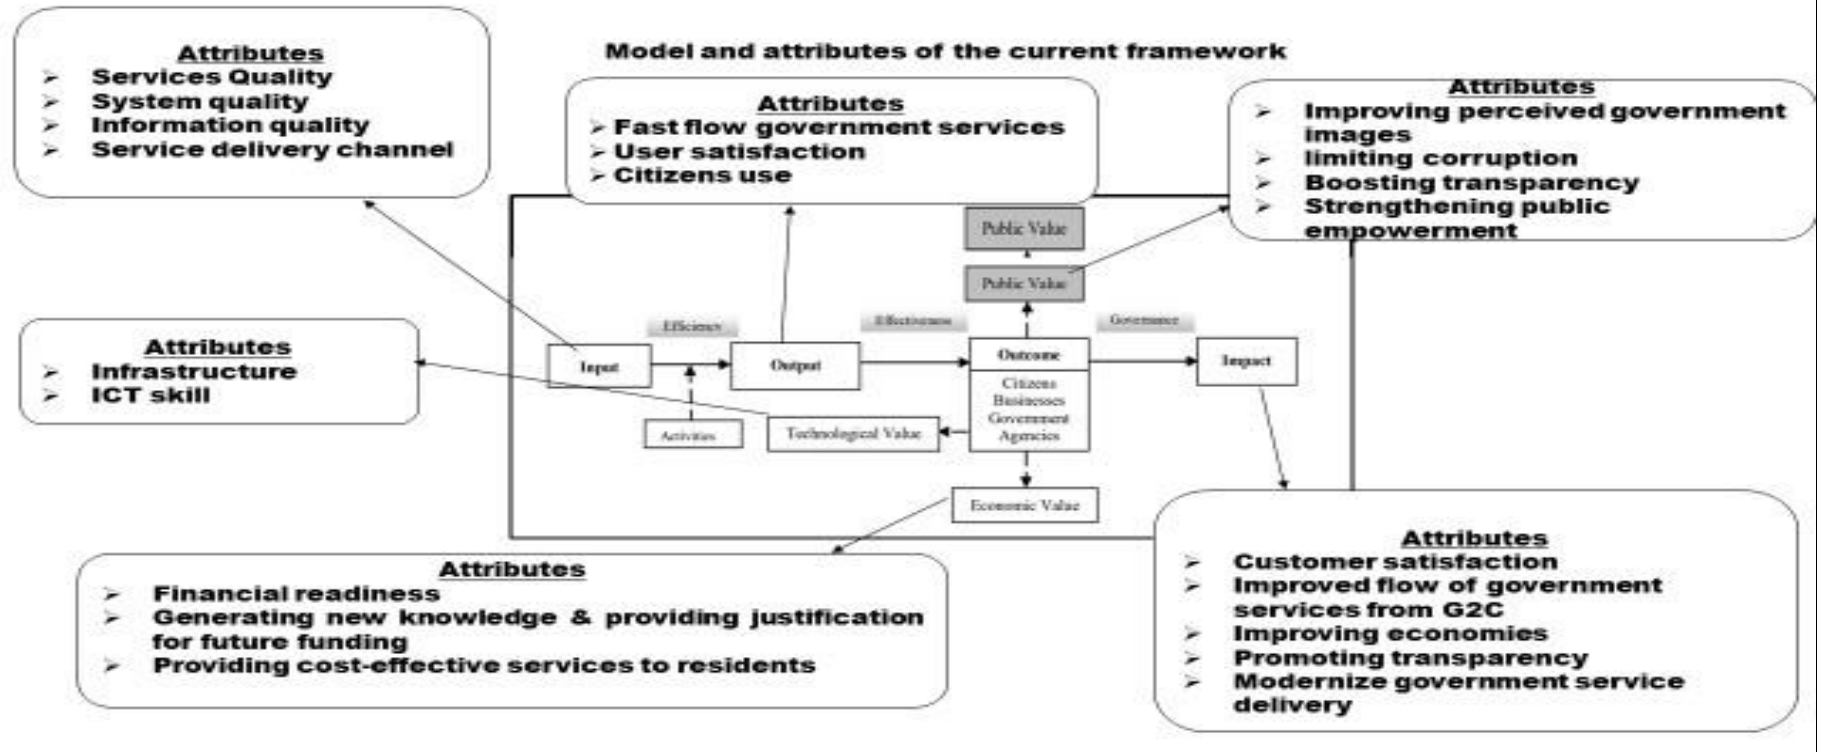 Model and attributes of the current framework
Attributes
Services Quality
System quality
Information quality
Service delivery channel
Attributes
Fast flow government services
User satisfaction
Citizens use
Attributes
Improving perceived government
images
limiting corruption
Boosting transparency
Strengthening public
empowerment
Attributes
Infrastructure
ICT skill
Public Value
Public Value
Efficiency
Effectiveness
Governance
Input
Output
Outcome
Citizens
Businesses
Government
Agencies
Impact
Activities
Technological Value
Economic Value
Attributes
Financial readiness
Generating new knowledge & providing justification
for future funding
Providing cost-effective services to residents
Attributes
Customer satisfaction
Improved flow of government
services from G2C
Improving economies
Promoting transparency
Modernize government service
delivery